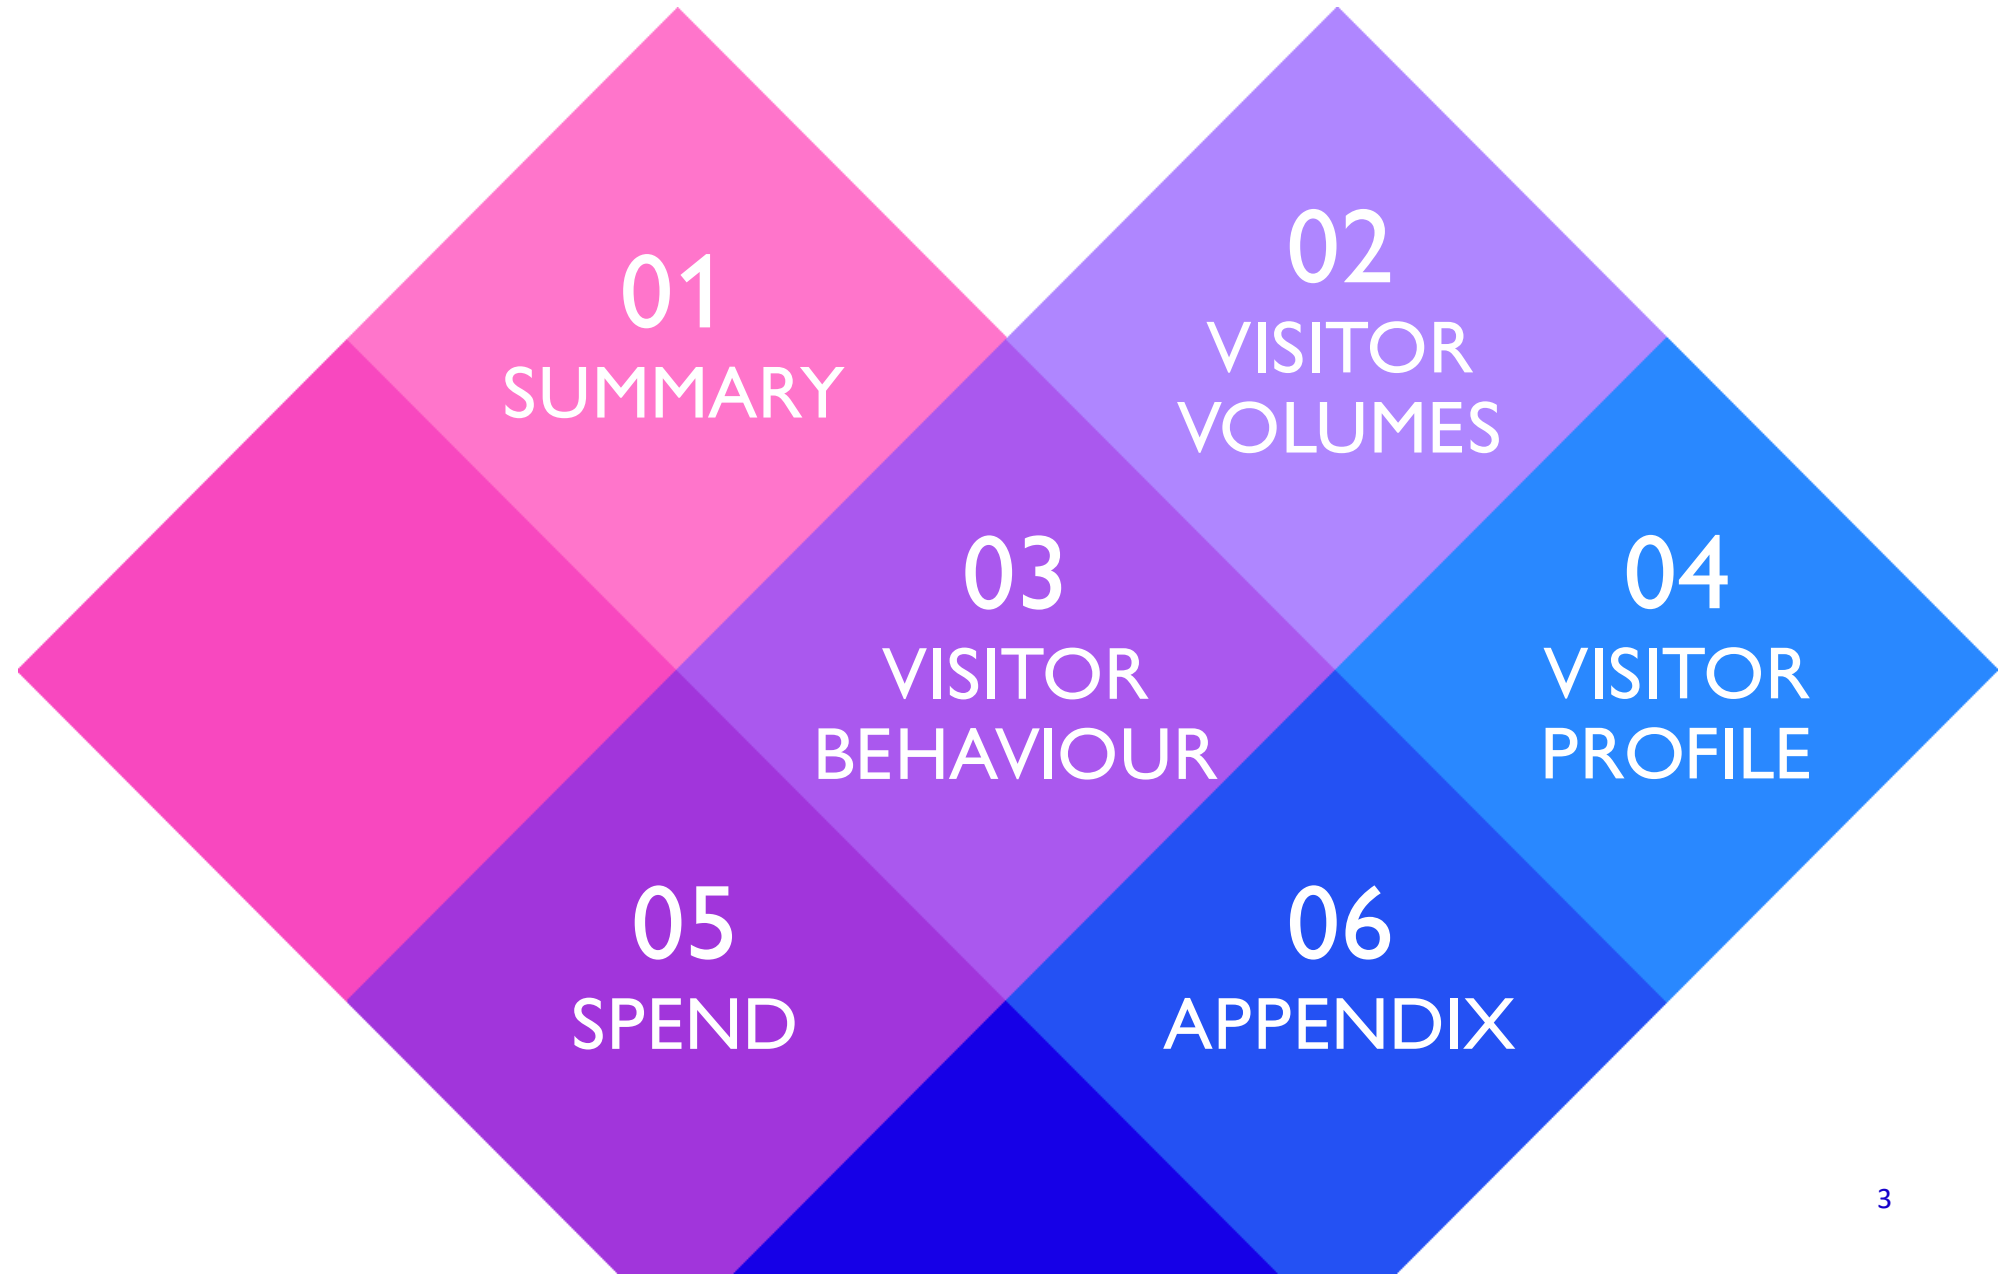 01
SUMMARY
02
VISITOR
VOLUMES
03
VISITOR
BEHAVIOUR
04
VISITOR
PROFILE
05
SPEND
06
APPENDIX
3